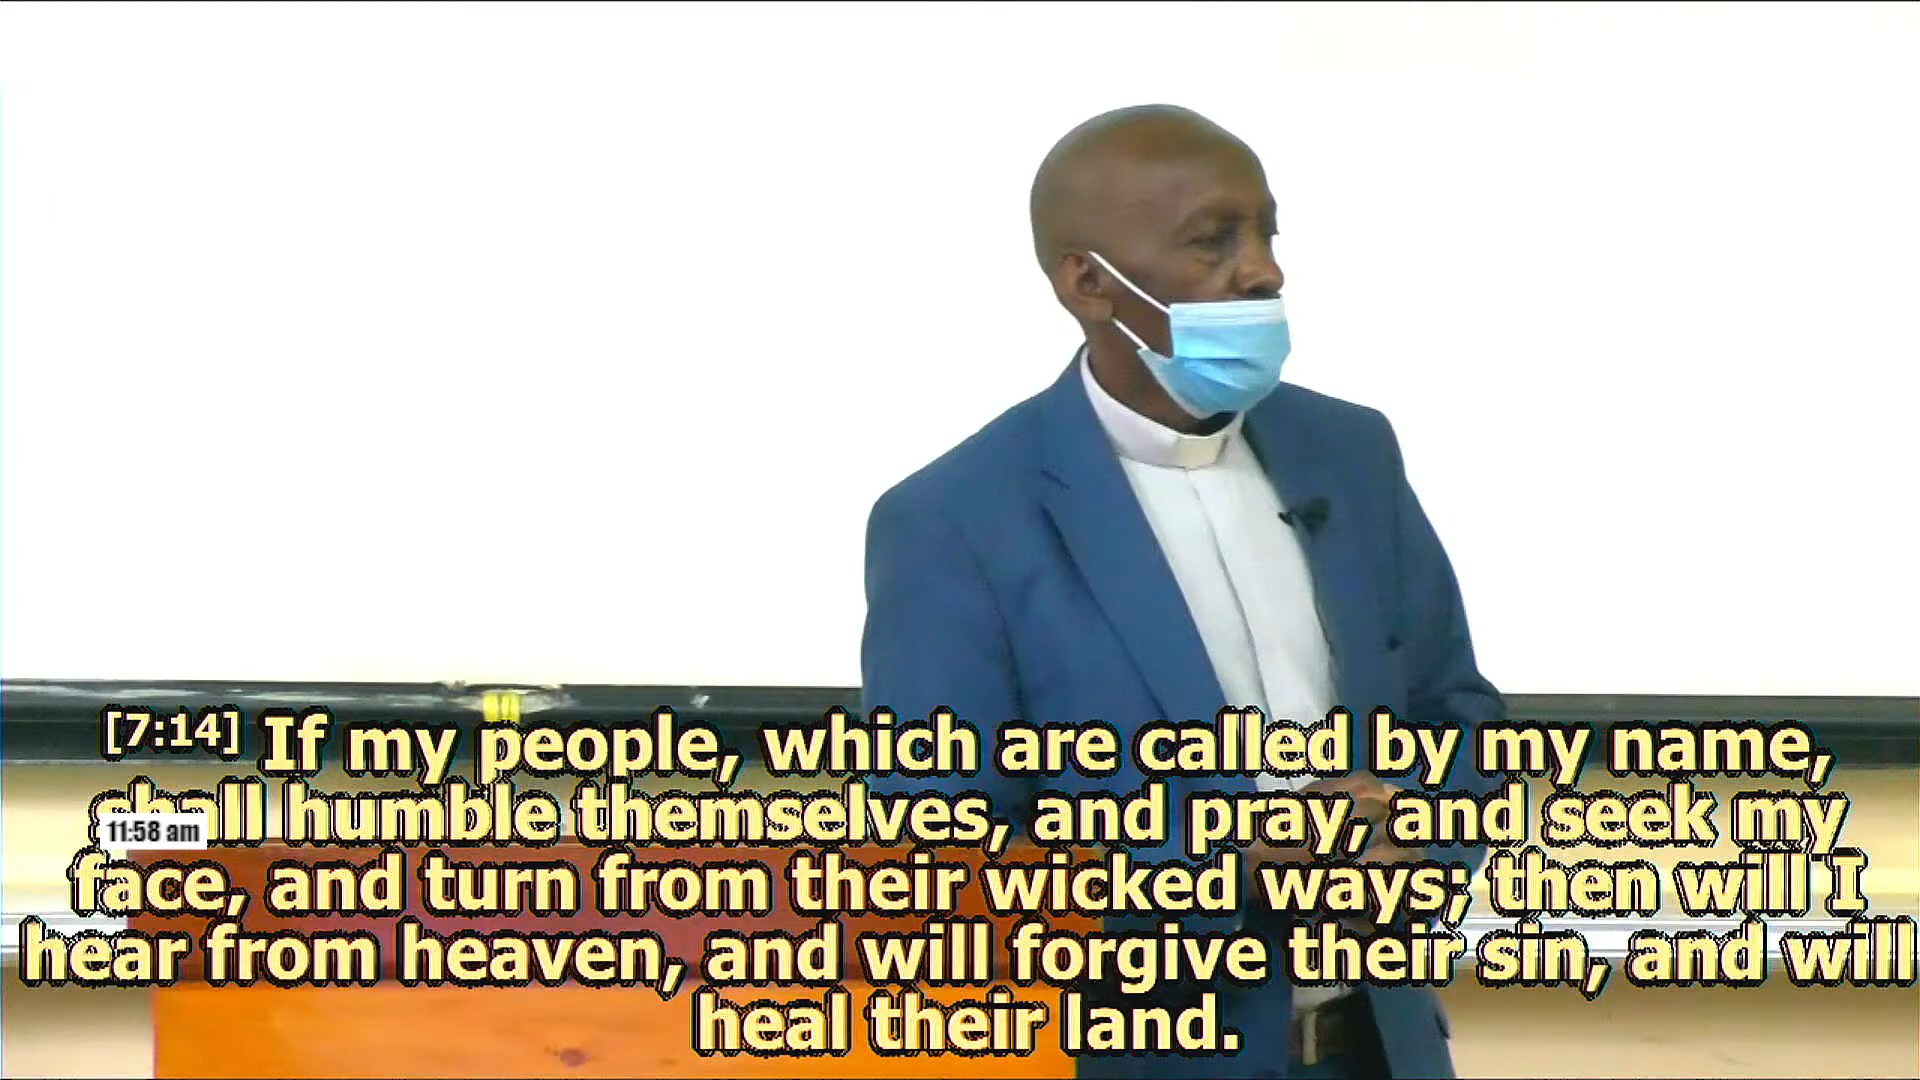 [7:14] If my people, which are called by my name,
shall humble themselves, and pray, and seek my
11:58 am
face, and turn from their wicked ways; then will I
hear from heaven, and will forgive their sin, and will
heal their land.